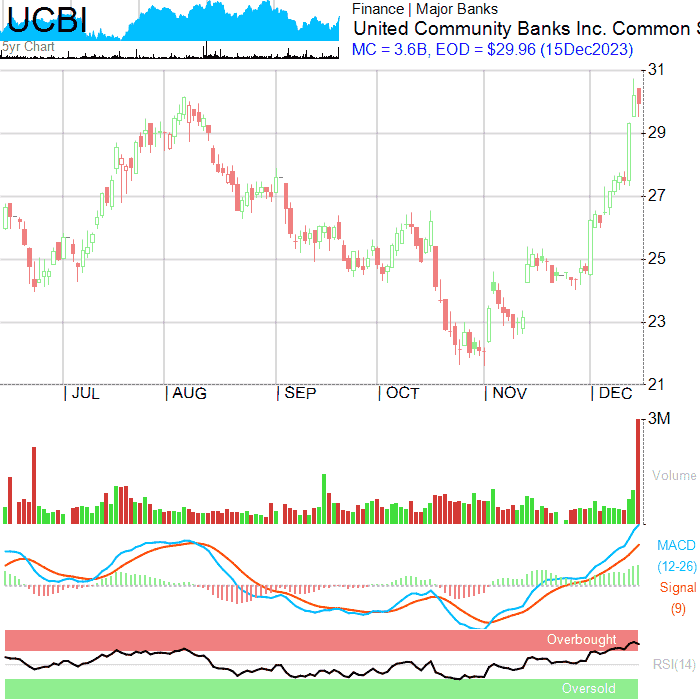 UCBI
5yr Chart
Finance | Major Banks
United Community Banks Inc. Common S
MC = 3.6B, EOD = $29.96 (15Dec2023)
31
29
27
25
23
21
| JUL | AUG | SEP | OCT | NOV | DEC
3M
Volume
MACD
(12-26)
Signal
(9)
Overbought
RSI(14)
Oversold